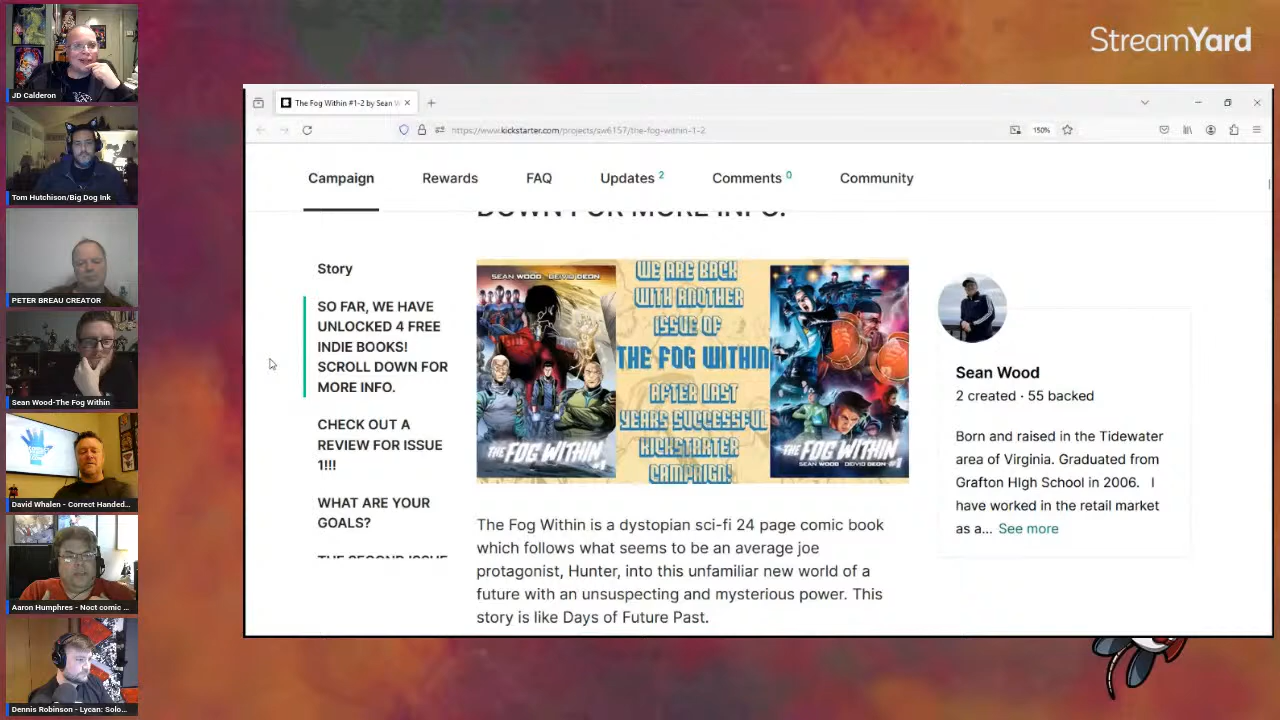 StreamYard
JD Calderon
Tom Hutchison/Big Dog Ink
PETER BREAU CREATOR
Sean Wood-The Fog Within
David Whalen - Correct Handed...
Aaron Humphres - Noct comic ...
Dennis Robinson - Lycan: Solo...
The Fog Within #1-2 by Sean W
https://www.kickstarter.com/projects/sw6157/the-fog-within-1-2
150%
Campaign
Rewards
FAQ
Updates 2
Comments 0
Community
DOWN FOR MORE INFO.
Story
SO FAR, WE HAVE
UNLOCKED 4 FREE
INDIE BOOKS!
SCROLL DOWN FOR
MORE INFO.
CHECK OUT A
REVIEW FOR ISSUE
1!!!
WHAT ARE YOUR
GOALS?
THE SECOND ISSUE
SEAN WOOD DEIVID DEON
THE FOG WITHIN #1
WE ARE BACK
WITH ANOTHER
ISSUE OF
THE FOG WITHIN
AFTER LAST
YEARS SUCCESSFUL
KICKSTARTER
CAMPAIGN!
THE FOG WITHIN #1
SEAN WOOD DEIVID DEON
The Fog Within is a dystopian sci-fi 24 page comic book
which follows what seems to be an average joe
protagonist, Hunter, into this unfamiliar new world of a
future with an unsuspecting and mysterious power. This
story is like Days of Future Past.
Sean Wood
2 created · 55 backed
Born and raised in the Tidewater
area of Virginia. Graduated from
Grafton HIgh School in 2006. I
have worked in the retail market
as a... See more